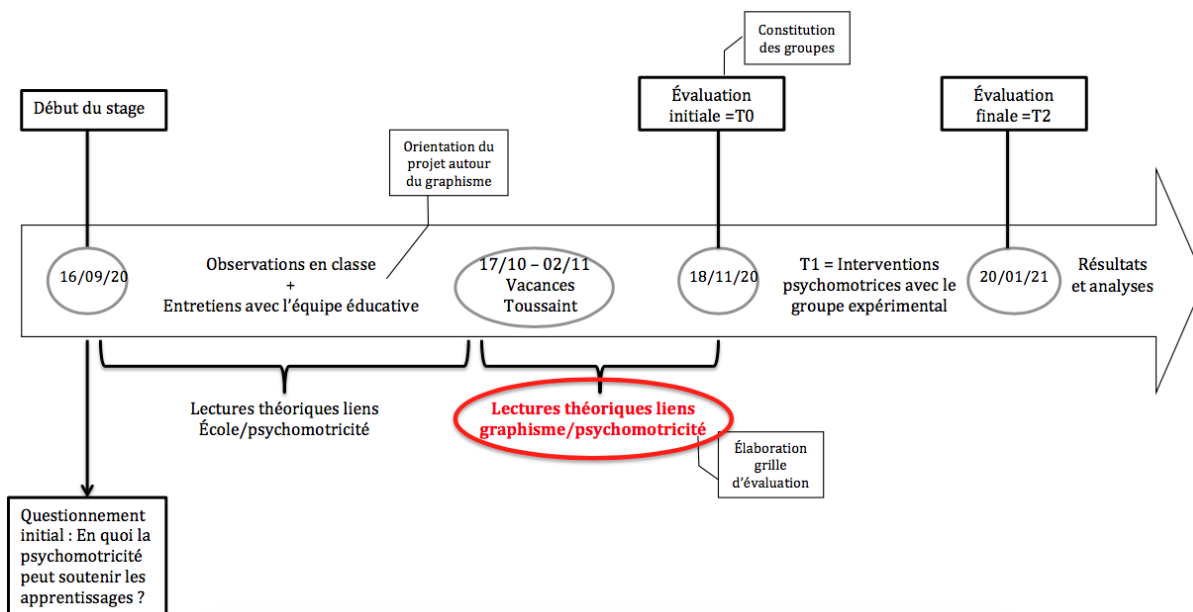 Constitution
des groupes
Début du stage
Évaluation
initiale =T0
Évaluation
finale =T2
Orientation du
projet autour
du graphisme
16/09/20
Observations en classe
+
Entretiens avec l'équipe éducative
17/10 – 02/11
Vacances
Toussaint
18/11/20
T1 = Interventions
psychomotrices avec le
groupe expérimental
20/01/21
Résultats
et analyses
Lectures théoriques liens
École/psychomotricité
Lectures théoriques liens
graphisme/psychomotricité
Élaboration
grille
d'évaluation
Questionnement
initial : En quoi la
psychomotricité
peut soutenir les
apprentissages ?